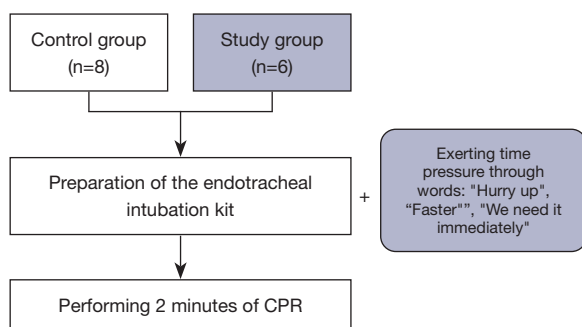 Control group
(n=8)
Study group
(n=6)
Preparation of the endotracheal
intubation kit
+
Exerting time
pressure through
words: "Hurry up",
“Faster"”, "We need it
immediately"
Performing 2 minutes of CPR